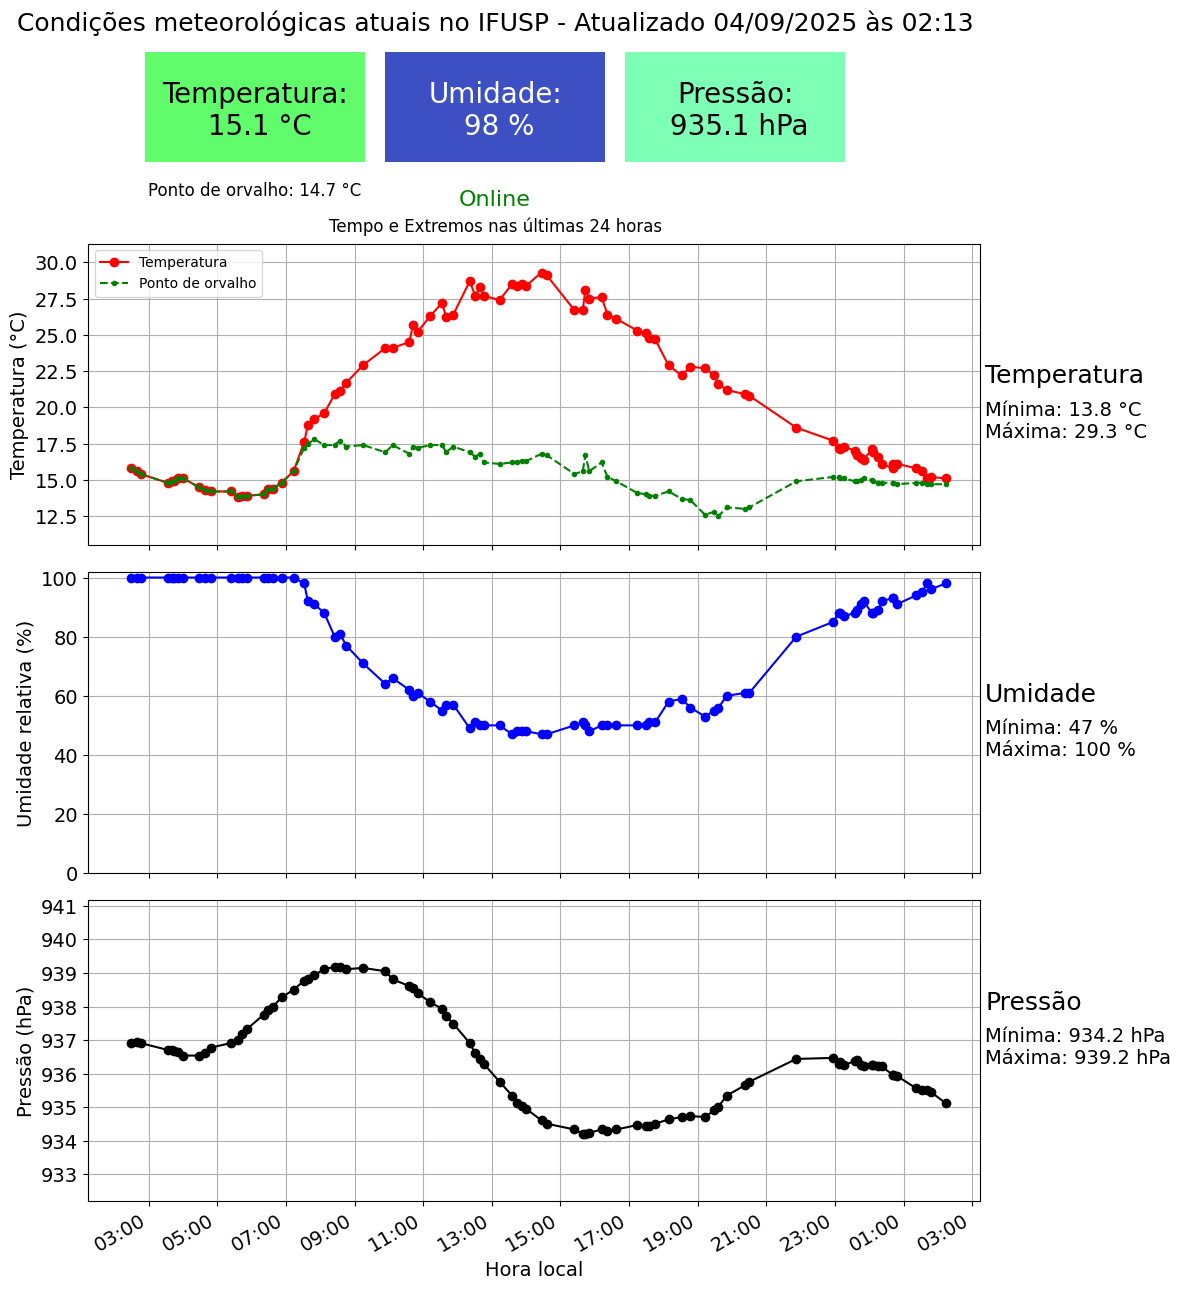 Condições meteorológicas atuais no IFUSP - Atualizado 04/09/2025 às 02:13
Temperatura:
15.1 °C
Umidade:
98 %
Pressão:
935.1 hPa
Ponto de orvalho: 14.7 °C
Online
Tempo e Extremos nas últimas 24 horas
Temperatura (°C)
30.0
27.5
25.0
22.5
20.0
17.5
15.0
12.5
Temperatura
Ponto de orvalho
Temperatura
Mínima: 13.8 °C
Máxima: 29.3 °C
Umidade relativa (%)
100
80
60
40
20
0
Umidade
Mínima: 47 %
Máxima: 100 %
Pressão (hPa)
941
940
939
938
937
936
935
934
933
Pressão
Mínima: 934.2 hPa
Máxima: 939.2 hPa
03:00
05:00
07:00
09:00
11:00
13:00
15:00
17:00
19:00
21:00
23:00
01:00
03:00
Hora local